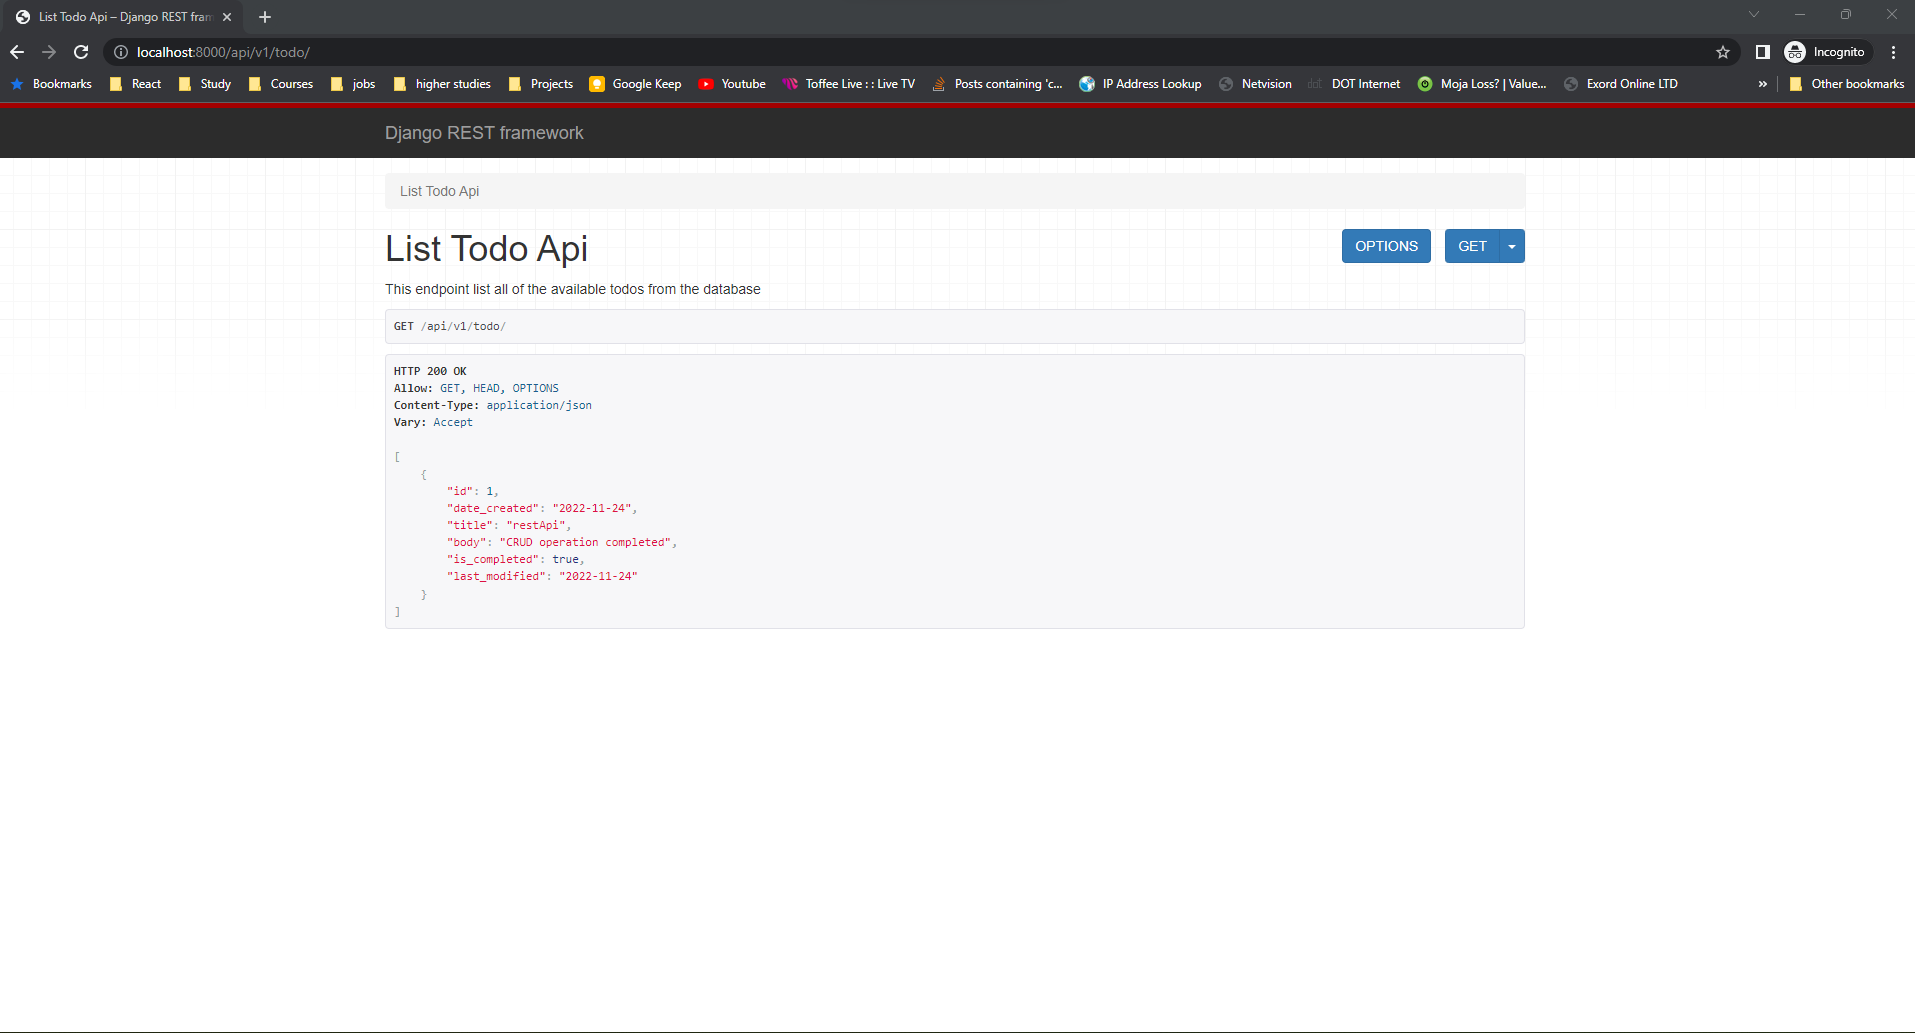 List Todo Api – Django REST fram
localhost:8000/api/v1/todo/
Incognito
Bookmarks React Study Courses jobs higher studies Projects Google Keep Youtube Toffee Live : : Live TV Posts containing 'c... IP Address Lookup Netvision DOT Internet Moja Loss? | Value... Exord Online LTD » Other bookmarks
Django REST framework
List Todo Api
List Todo Api
OPTIONS GET
This endpoint list all of the available todos from the database
GET /api/v1/todo/
HTTP 200 OK
Allow: GET, HEAD, OPTIONS
Content-Type: application/json
Vary: Accept
[
{
"id": 1,
"date_created": "2022-11-24",
"title": "restApi",
"body": "CRUD operation completed",
"is_completed": true,
"last_modified": "2022-11-24"
}
]